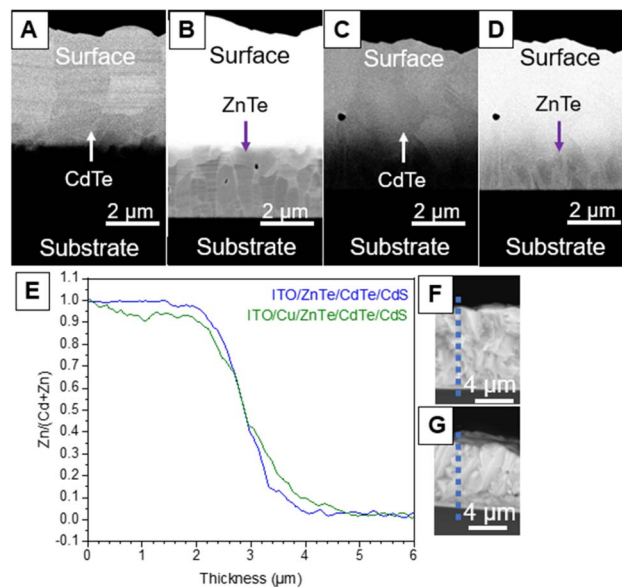 A
Surface
CdTe
2 µm
Substrate
B
ZnTe
2 µm
C
Surface
CdTe
2 µm
Substrate
D
Surface
ZnTe
2 µm
Substrate
E
ITO/ZnTe/CdTe/CdS
ITO/Cu/ZnTe/CdTe/CdS
Zn/(Cd+Zn)
1.1
1.0
0.9
0.8
0.7
0.6
0.5
0.4
0.3
0.2
0.1
0.0
-0.1
0 1 2 3 4 5 6
Thickness (µm)
F
4 µm
G
4 µm